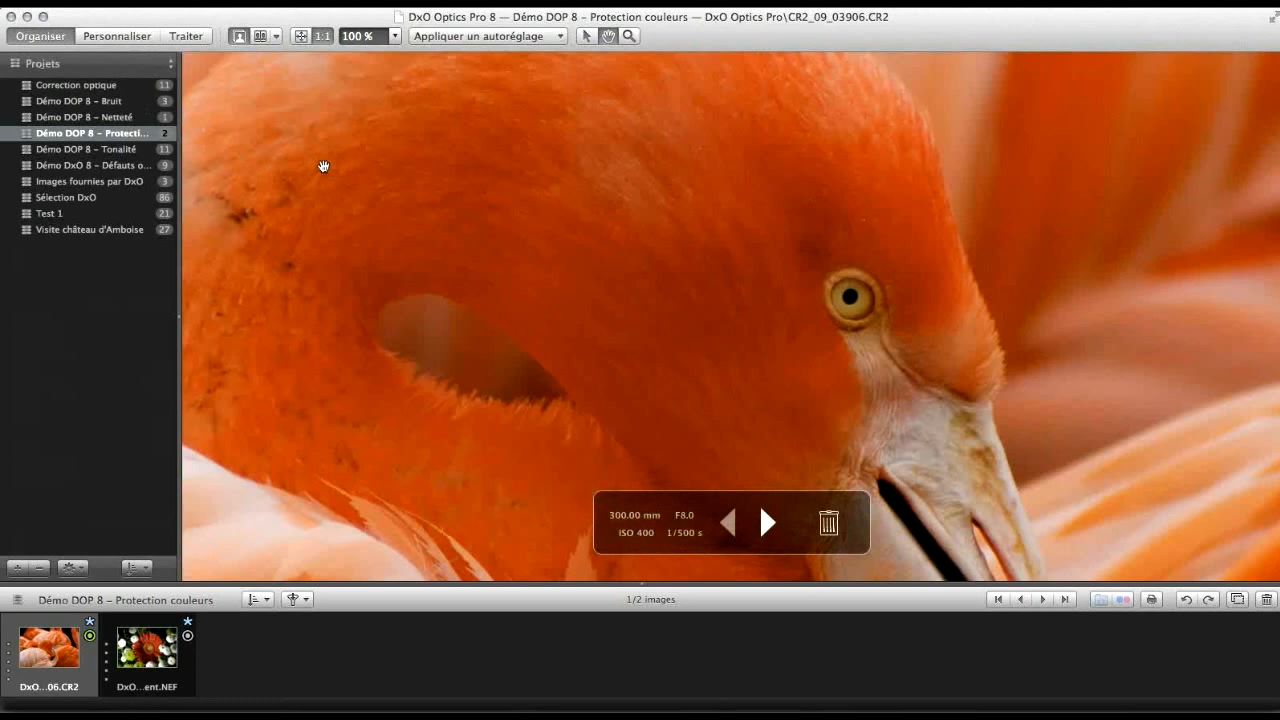 DxO Optics Pro 8 — Démo DOP 8 – Protection couleurs — DxO Optics Pro\CR2_09_03906.CR2
Organiser Personnaliser Traiter 1:1 100 % Appliquer un autoréglage
Projets
Correction optique 11
Démo DOP 8 – Bruit 3
Démo DOP 8 – Netteté 1
Démo DOP 8 – Protecti... 2
Démo DOP 8 – Tonalité 11
Démo DxO 8 – Défauts o... 9
Images fournies par DxO 3
Sélection DxO 86
Test 1 21
Visite château d'Amboise 27
300.00 mm F8.0
ISO 400 1/500 s
Démo DOP 8 – Protection couleurs 1/2 images
DxO...06.CR2 DxO...ent.NEF